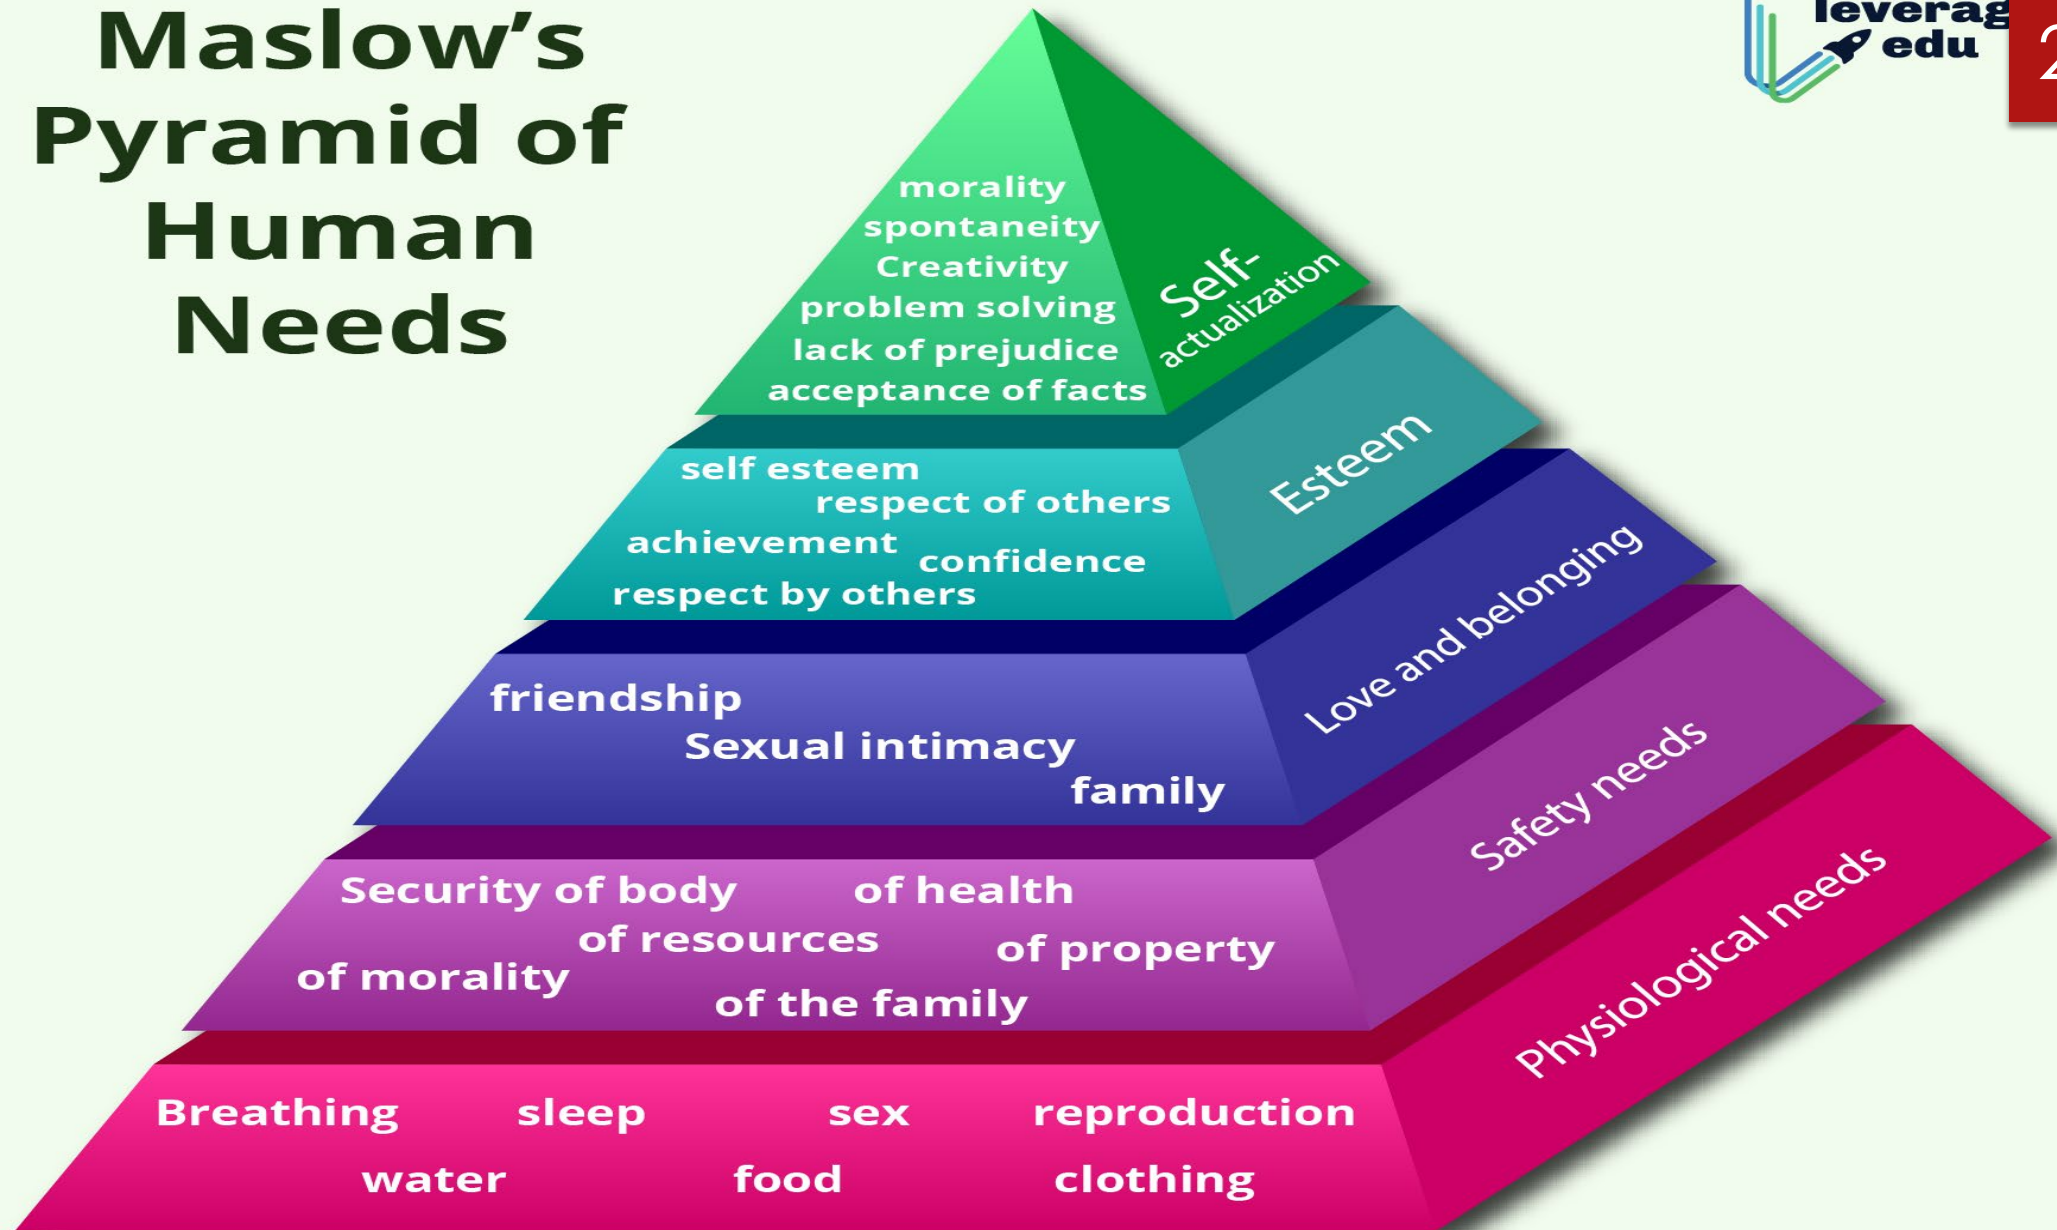 Maslow’s
Pyramid of
Human
Needs
leverag
edu
2
morality
spontaneity
Creativity
problem solving
lack of prejudice
acceptance of facts
Self-
actualization
self esteem
respect of others
achievement
confidence
respect by others
Esteem
friendship
Sexual intimacy
family
Love and belonging
Security of body of health
of resources of property
of morality
of the family
Safety needs
Breathing sleep sex reproduction
water food clothing
Physiological needs